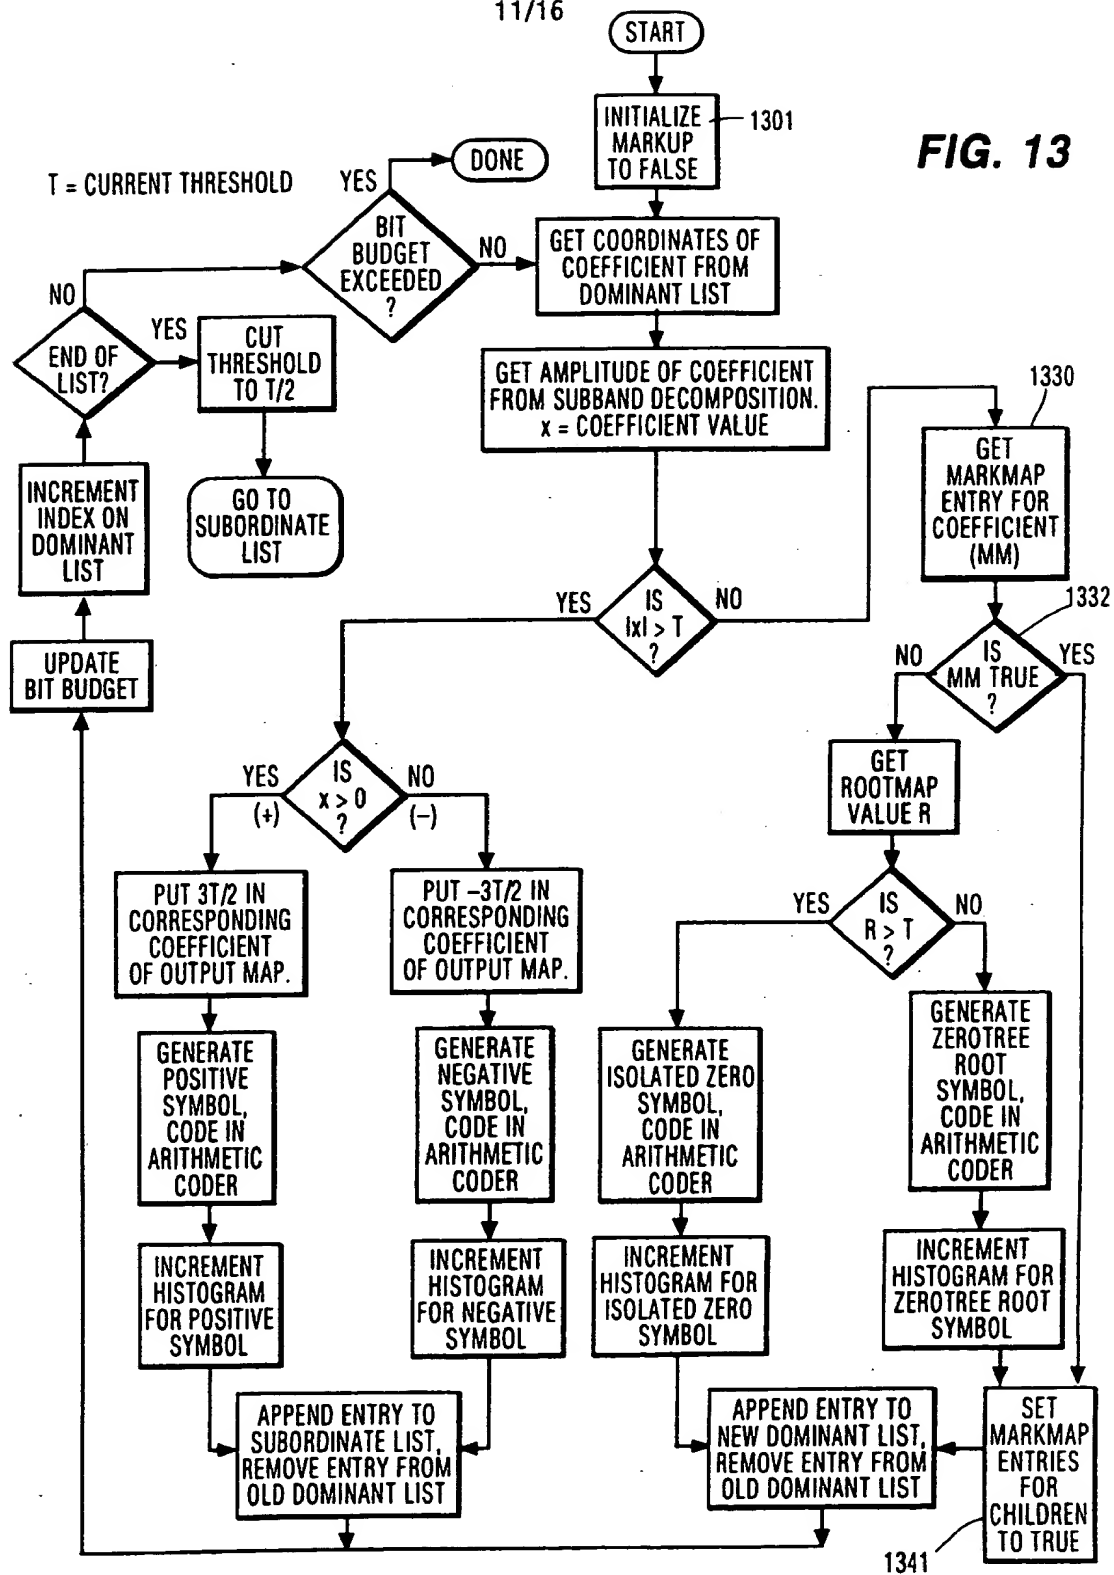 11/16
START
INITIALIZE
MARKUP
TO FALSE
1301
FIG. 13
T = CURRENT THRESHOLD
YES
DONE
BIT
BUDGET
EXCEEDED
?
NO
GET COORDINATES OF
COEFFICIENT FROM
DOMINANT LIST
NO
END OF
LIST?
YES
CUT
THRESHOLD
TO T/2
GO TO
SUBORDINATE
LIST
GET AMPLITUDE OF COEFFICIENT
FROM SUBBAND DECOMPOSITION.
x = COEFFICIENT VALUE
1330
GET
MARKMAP
ENTRY FOR
COEFFICIENT
(MM)
INCREMENT
INDEX ON
DOMINANT
LIST
UPDATE
BIT BUDGET
YES
IS
|x| > T
?
NO
1332
NO
IS
MM TRUE
?
YES
GET
ROOTMAP
VALUE R
YES
(+)
IS
x > 0
?
NO
(–)
YES
IS
R > T
?
NO
PUT 3T/2 IN
CORRESPONDING
COEFFICIENT
OF OUTPUT MAP.
PUT –3T/2 IN
CORRESPONDING
COEFFICIENT
OF OUTPUT MAP.
GENERATE
POSITIVE
SYMBOL,
CODE IN
ARITHMETIC
CODER
GENERATE
NEGATIVE
SYMBOL,
CODE IN
ARITHMETIC
CODER
GENERATE
ISOLATED ZERO
SYMBOL,
CODE IN
ARITHMETIC
CODER
GENERATE
ZEROTREE
ROOT
SYMBOL,
CODE IN
ARITHMETIC
CODER
INCREMENT
HISTOGRAM
FOR POSITIVE
SYMBOL
INCREMENT
HISTOGRAM
FOR NEGATIVE
SYMBOL
INCREMENT
HISTOGRAM FOR
ISOLATED ZERO
SYMBOL
INCREMENT
HISTOGRAM FOR
ZEROTREE ROOT
SYMBOL
APPEND ENTRY TO
SUBORDINATE LIST,
REMOVE ENTRY FROM
OLD DOMINANT LIST
APPEND ENTRY TO
NEW DOMINANT LIST,
REMOVE ENTRY FROM
OLD DOMINANT LIST
SET
MARKMAP
ENTRIES
FOR
CHILDREN
TO TRUE
1341